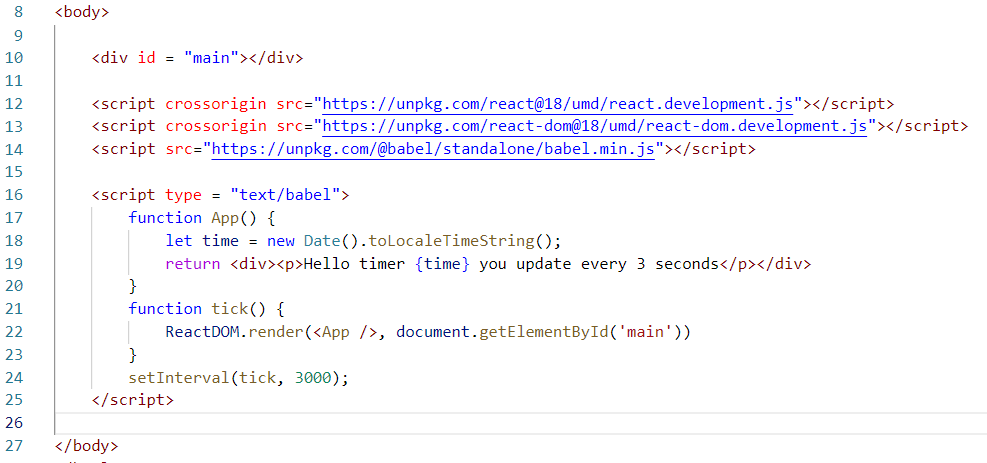 8 <body>
9
10 <div id = "main"></div>
11
12 <script crossorigin src="https://unpkg.com/react@18/umd/react.development.js"></script>
13 <script crossorigin src="https://unpkg.com/react-dom@18/umd/react-dom.development.js"></script>
14 <script src="https://unpkg.com/@babel/standalone/babel.min.js"></script>
15
16 <script type = "text/babel">
17 function App() {
18 let time = new Date().toLocaleTimeString();
19 return <div><p>Hello timer {time} you update every 3 seconds</p></div>
20 }
21 function tick() {
22 ReactDOM.render(<App />, document.getElementById('main'))
23 }
24 setInterval(tick, 3000);
25 </script>
26
27 </body>